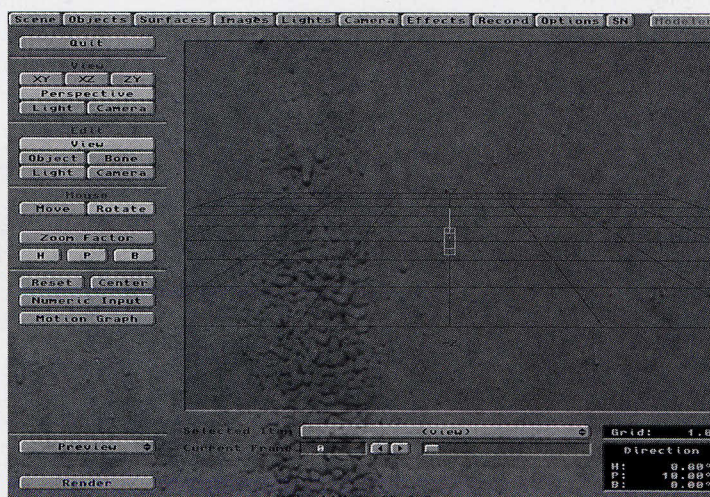 Scene Objects Surfaces Images Lights Camera Effects Record Options SN Modeler
Quit
View
XY XZ ZY
Perspective
Light Camera
Edit
View
Object Bone
Light Camera
Mouse
Move Rotate
Zoom Factor
H P B
Reset Center
Numeric Input
Motion Graph
Selected Item (view)
Current Frame 0
Grid: 1.0
Direction
H: 0.00°
P: 10.00°
B: 0.00°
Preview
Render